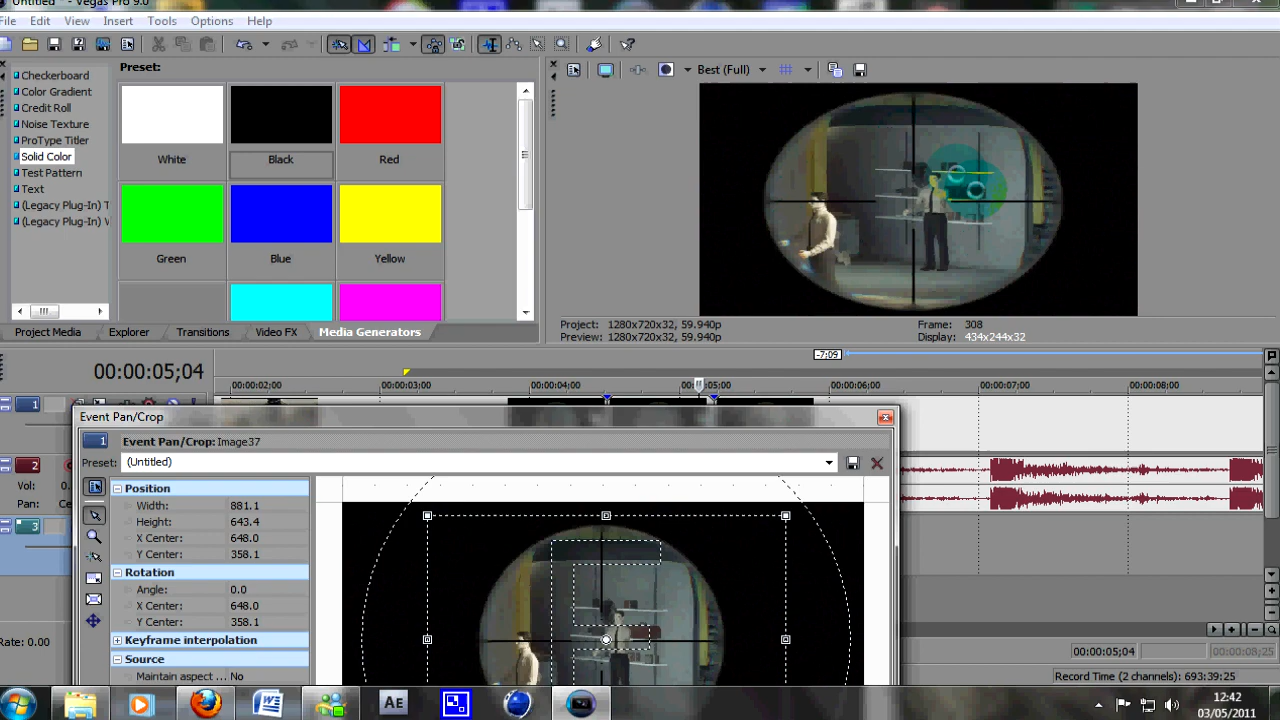 Untitled * - Vegas Pro 9.0
File Edit View Insert Tools Options Help
Preset:
Checkerboard
Color Gradient
Credit Roll
Noise Texture
ProType Titler
Solid Color
Test Pattern
Text
(Legacy Plug-In) T
(Legacy Plug-In) W
White Black Red
Green Blue Yellow
Project Media Explorer Transitions Video FX Media Generators
Best (Full)
Project: 1280x720x32, 59.940p Frame: 308
Preview: 1280x720x32, 59.940p Display: 434x244x32
-7:09
00:00:05;04
00:00:02;00 00:00:03;00 00:00:04;00 00:00:05;00 00:00:06;00 00:00:07;00 00:00:08;00
1
2
Vol: 0.
Pan: Ce
3
Rate: 0.00
Event Pan/Crop
1 Event Pan/Crop: Image37
Preset: (Untitled)
Position
Width: 881.1
Height: 643.4
X Center: 648.0
Y Center: 358.1
Rotation
Angle: 0.0
X Center: 648.0
Y Center: 358.1
Keyframe interpolation
Source
Maintain aspect ... No
00:00:05;04 00:00:08;25
Record Time (2 channels): 693:39:25
AE
12:42
03/05/2011